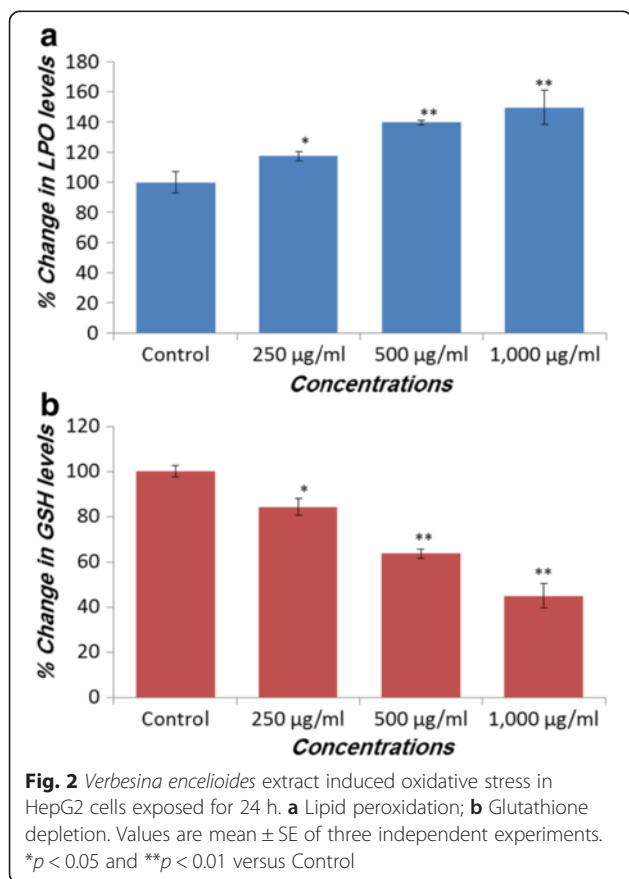 a
180
160
140
120
100
80
60
40
20
0
% Change in LPO levels
*
**
**
Control 250 µg/ml 500 µg/ml 1,000 µg/ml
Concentrations
b
120
100
80
60
40
20
0
% Change in GSH levels
*
**
**
Control 250 µg/ml 500 µg/ml 1,000 µg/ml
Concentrations
Fig. 2 Verbesina encelioides extract induced oxidative stress in
HepG2 cells exposed for 24 h. a Lipid peroxidation; b Glutathione
depletion. Values are mean ± SE of three independent experiments.
*p < 0.05 and **p < 0.01 versus Control